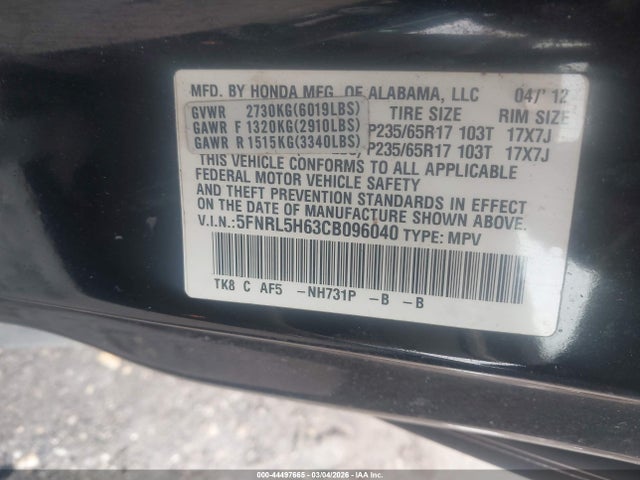 MFD. BY HONDA MFG. OF ALABAMA, LLC 04/'12
GVWR 2730KG(6019LBS) TIRE SIZE RIM SIZE
GAWR F 1320KG(2910LBS) P235/65R17 103T 17X7J
GAWR R 1515KG(3340LBS) P235/65R17 103T 17X7J
THIS VEHICLE CONFORMS TO ALL APPLICABLE
FEDERAL MOTOR VEHICLE SAFETY
AND THEFT PREVENTION STANDARDS IN EFFECT
ON THE DATE OF MANUFACTURE SHOWN ABOVE.
V.I.N.:5FNRL5H63CB096040 TYPE: MPV
TK8 C AF5 -NH731P -B -B
000-44497665 - 03/04/2026 - IAA Inc.